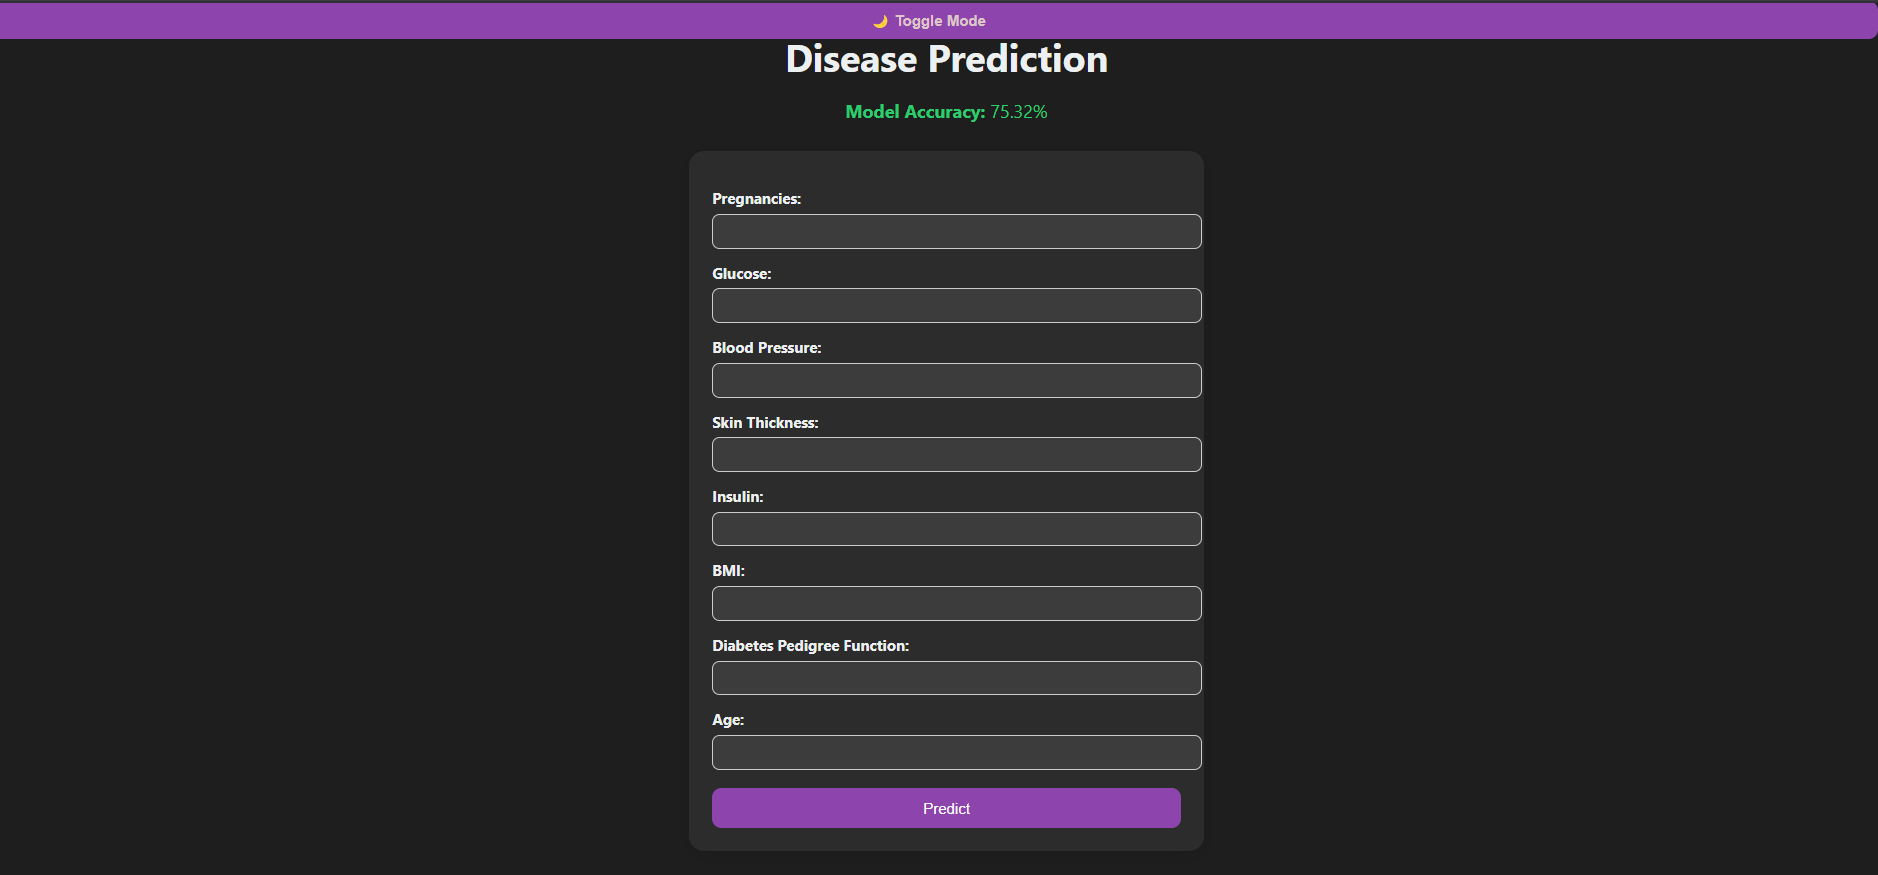 🌙 Toggle Mode
Disease Prediction
Model Accuracy: 75.32%
Pregnancies:
Glucose:
Blood Pressure:
Skin Thickness:
Insulin:
BMI:
Diabetes Pedigree Function:
Age:
Predict